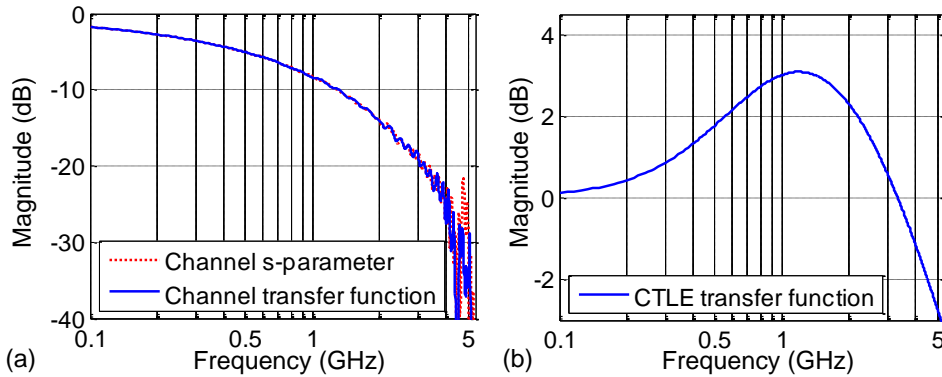 0
-10
-20
-30
-40
Magnitude (dB)
Channel s-parameter
Channel transfer function
0.1 0.5 1 5
(a) Frequency (GHz)
4
2
0
-2
Magnitude (dB)
CTLE transfer function
0.1 0.5 1 5
(b) Frequency (GHz)